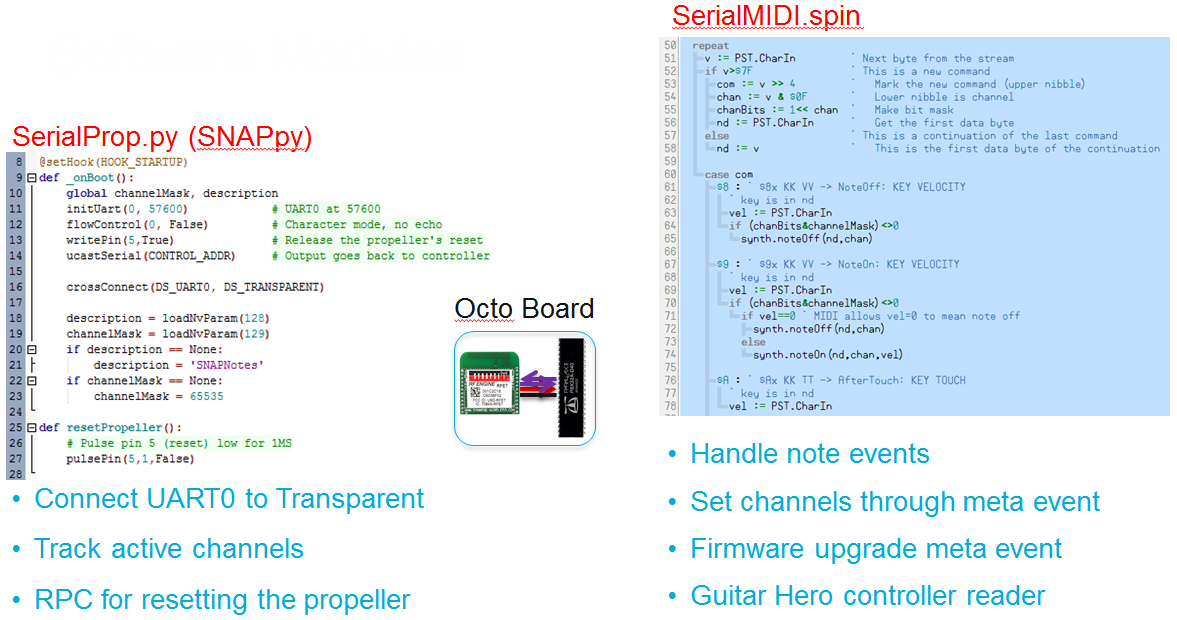 Software Modules
SerialProp.py (SNAPpy)
8 @setHook(HOOK_STARTUP)
9 def _onBoot():
10 global channelMask, description
11 initUart(0, 57600) # UART0 at 57600
12 flowControl(0, False) # Character mode, no echo
13 writePin(5,True) # Release the propeller's reset
14 ucastSerial(CONTROL_ADDR) # Output goes back to controller
15
16 crossConnect(DS_UART0, DS_TRANSPARENT)
17
18 description = loadNvParam(128)
19 channelMask = loadNvParam(129)
20 if description == None:
21 description = 'SNAPNotes'
22 if channelMask == None:
23 channelMask = 65535
24
25 def resetPropeller():
26 # Pulse pin 5 (reset) low for 1MS
27 pulsePin(5,1,False)
28
• Connect UART0 to Transparent
• Track active channels
• RPC for resetting the propeller
Octo Board
RF ENGINE
SerialMIDI.spin
50 repeat
51 v := PST.CharIn ' Next byte from the stream
52 if v>$7F ' This is a new command
53 com := v >> 4 ' Mark the new command (upper nibble)
54 chan := v & $0F ' Lower nibble is channel
55 chanBits := 1<< chan ' Make bit mask
56 nd := PST.CharIn ' Get the first data byte
57 else ' This is a continuation of the last command
58 nd := v ' This is the first data byte of the continuation
59
60 case com
61 $8 : ' $8x KK VV -> NoteOff: KEY VELOCITY
62 ' key is in nd
63 vel := PST.CharIn
64 if (chanBits&channelMask)<>0
65 synth.noteOff(nd,chan)
66
67 $9 : ' $9x KK VV -> NoteOn: KEY VELOCITY
68 ' key is in nd
69 vel := PST.CharIn
70 if (chanBits&channelMask)<>0
71 if vel==0 ' MIDI allows vel=0 to mean note off
72 synth.noteOff(nd,chan)
73 else
74 synth.noteOn(nd,chan,vel)
75
76 $A : ' $Ax KK TT -> AfterTouch: KEY TOUCH
77 ' key is in nd
78 vel := PST.CharIn
• Handle note events
• Set channels through meta event
• Firmware upgrade meta event
• Guitar Hero controller reader